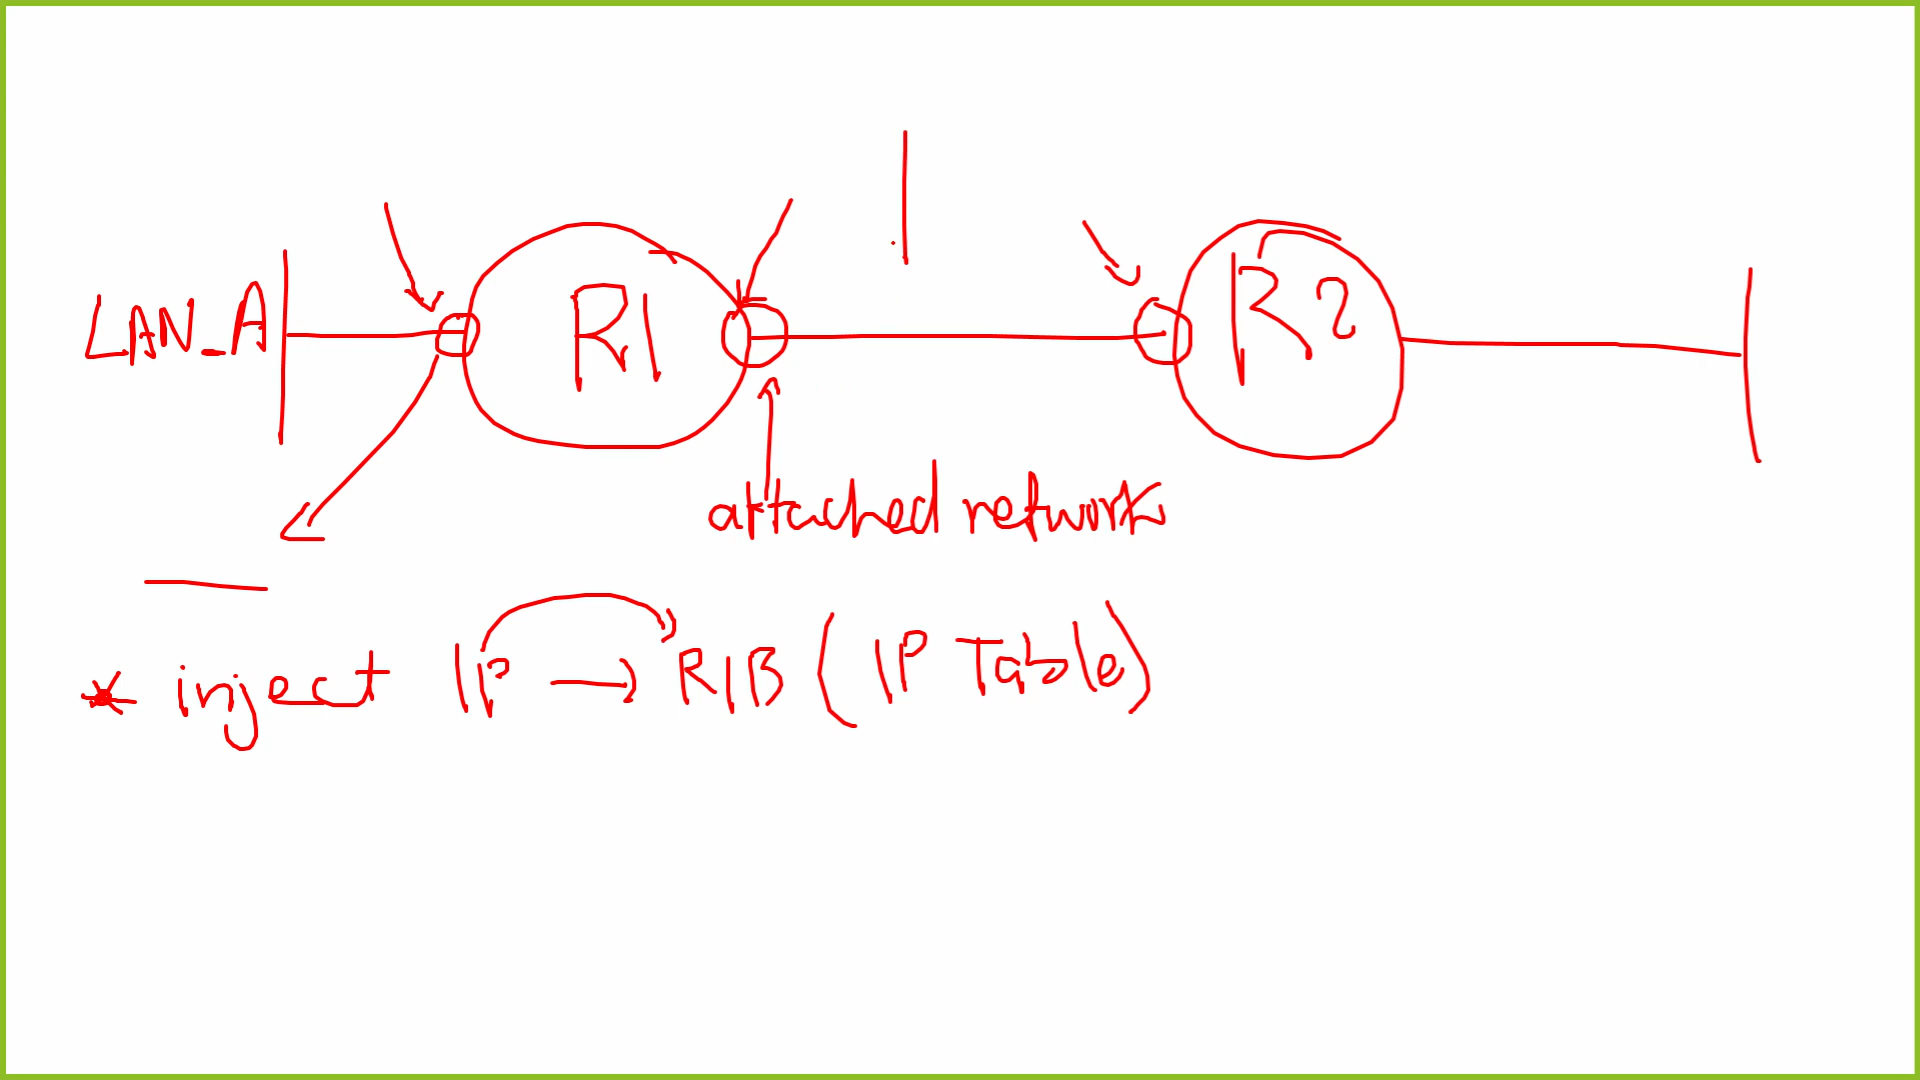 LAN_A
R1
R2
attached network
* inject IP → RIB (IP Table)